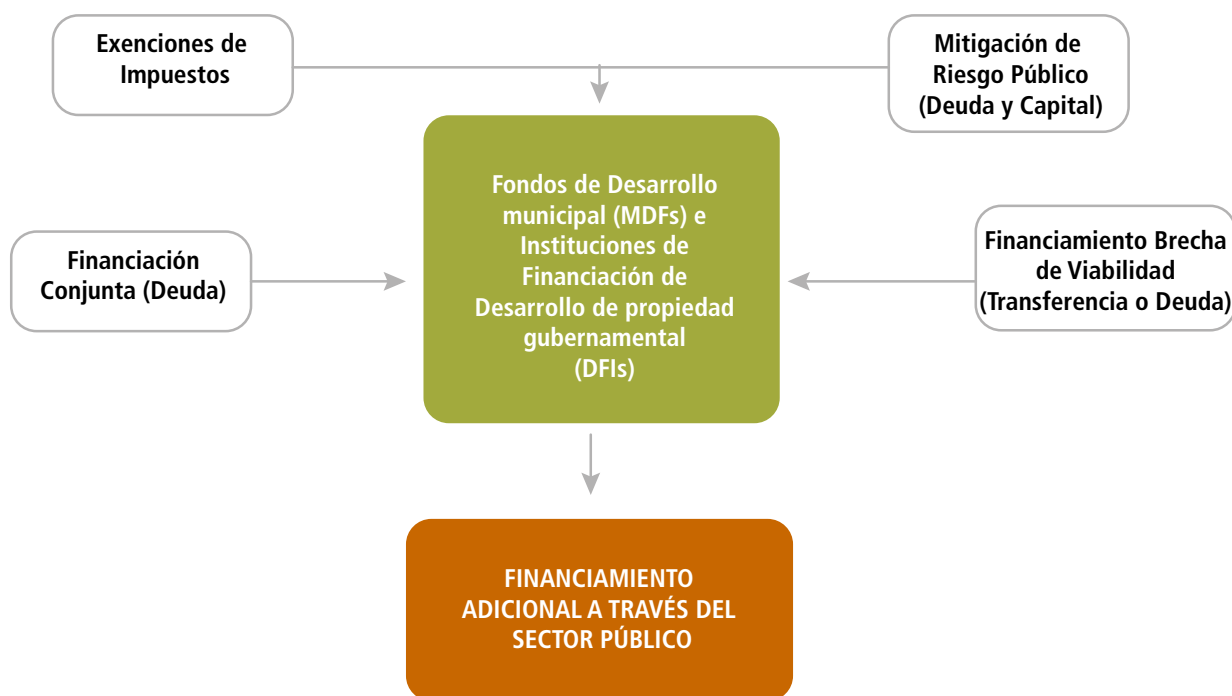 Exenciones de
Impuestos
Mitigación de
Riesgo Público
(Deuda y Capital)
Fondos de Desarrollo
municipal (MDFs) e
Instituciones de
Financiación de
Desarrollo de propiedad
gubernamental
(DFIs)
Financiación
Conjunta (Deuda)
Financiamiento Brecha
de Viabilidad
(Transferencia o Deuda)
FINANCIAMIENTO
ADICIONAL A TRAVÉS DEL
SECTOR PÚBLICO